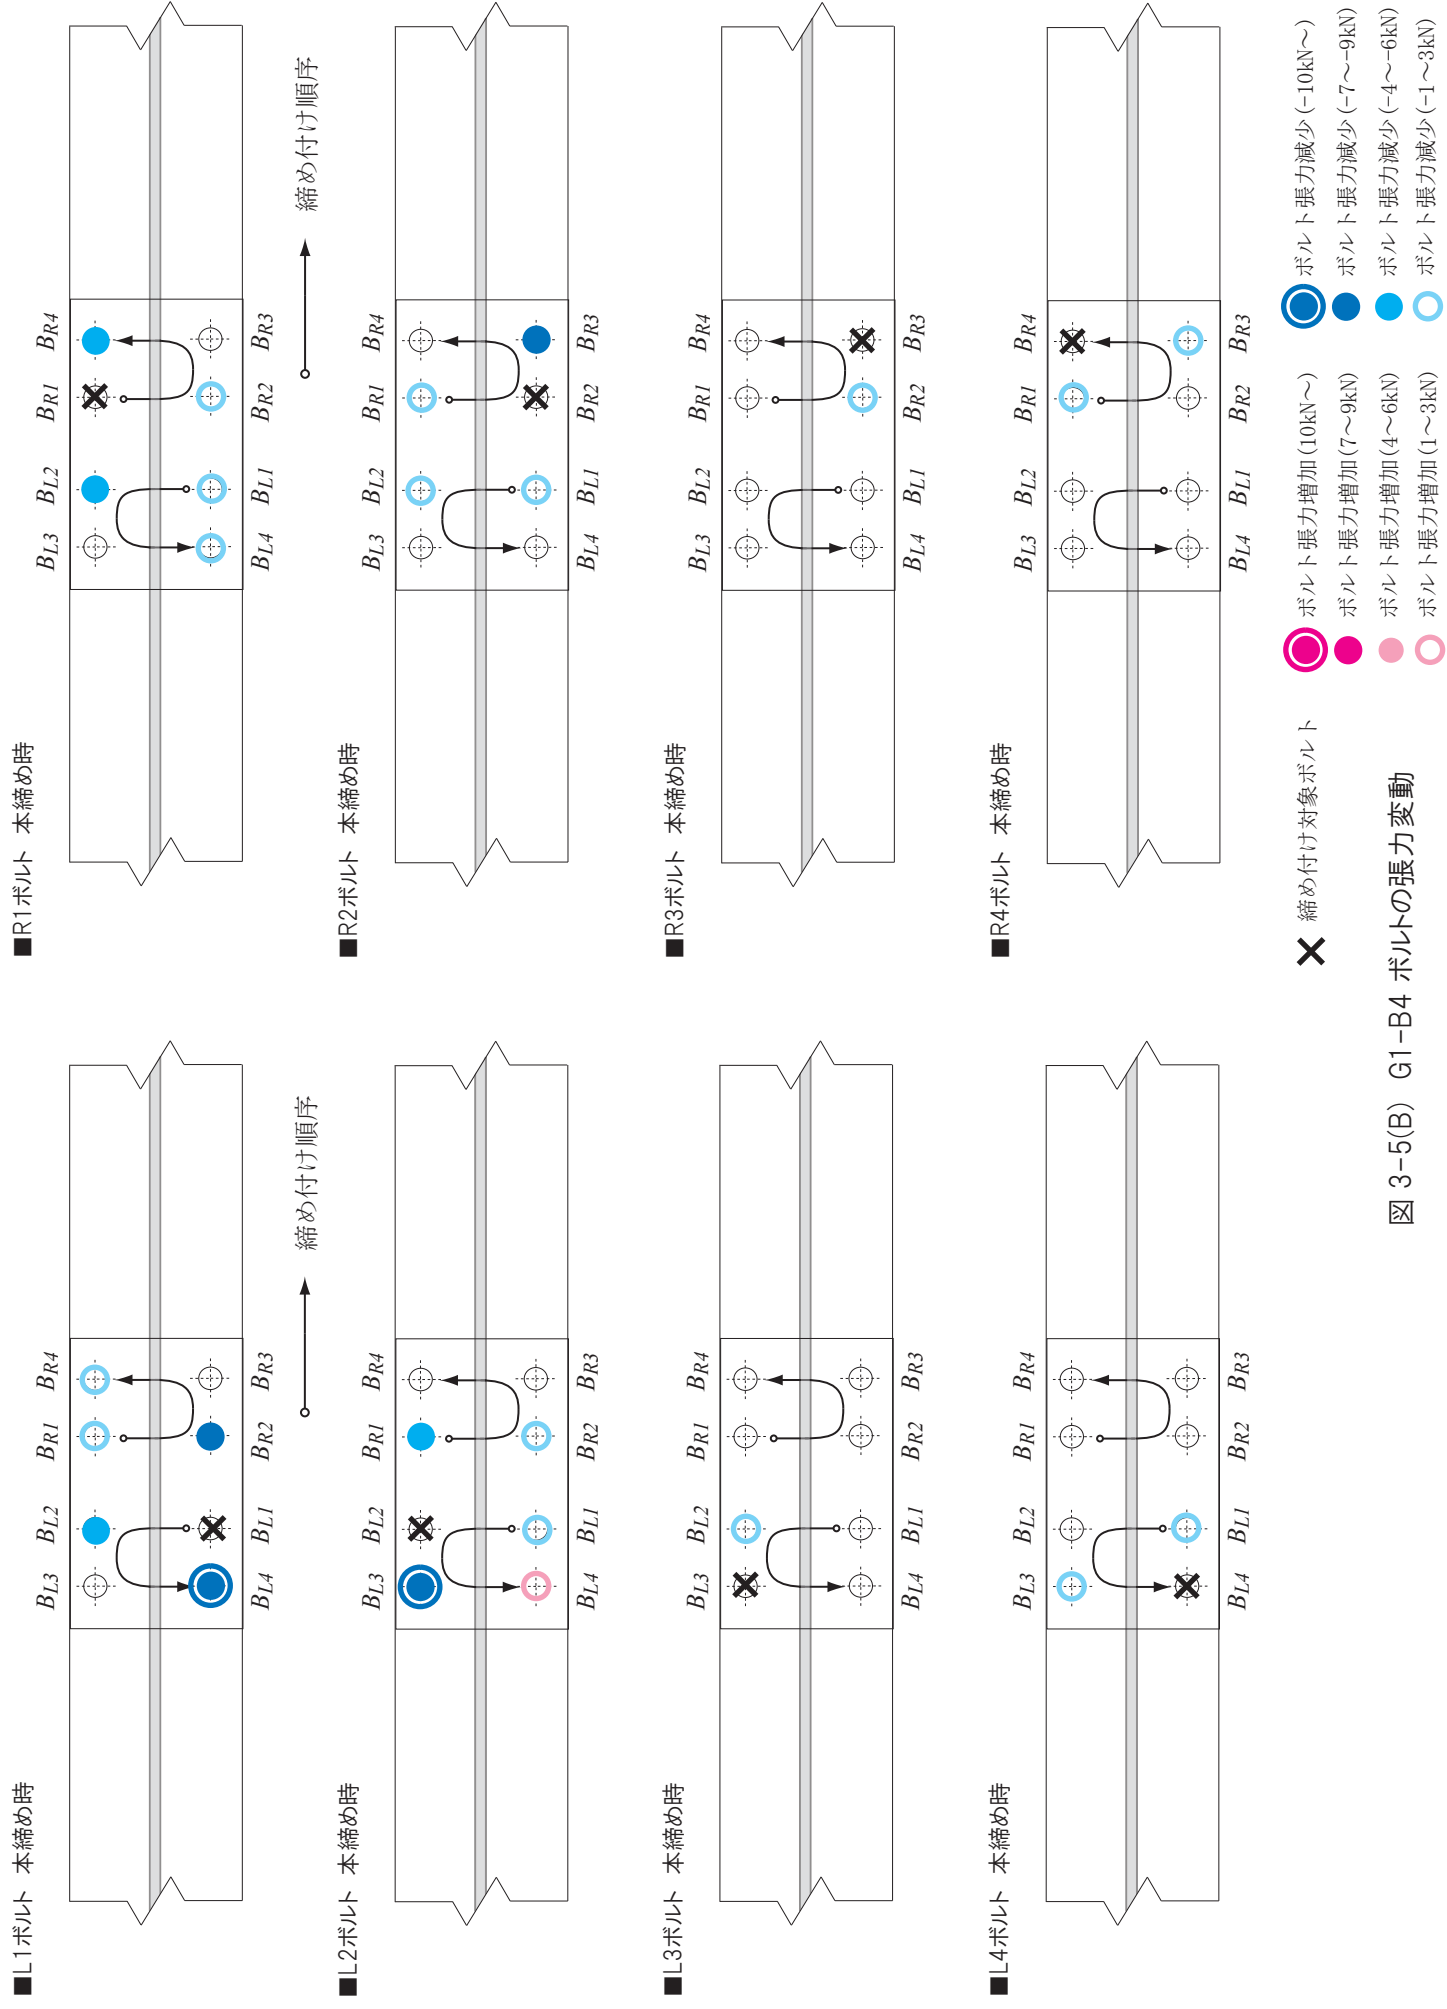 ■L1ボルト 本締め時
BL3 BL2 BR1 BR4
BL4 BL1 BR2 BR3
締め付け順序
■R1ボルト 本締め時
BL3 BL2 BR1 BR4
BL4 BL1 BR2 BR3
締め付け順序
■L2ボルト 本締め時
BL3 BL2 BR1 BR4
BL4 BL1 BR2 BR3
■R2ボルト 本締め時
BL3 BL2 BR1 BR4
BL4 BL1 BR2 BR3
■L3ボルト 本締め時
BL3 BL2 BR1 BR4
BL4 BL1 BR2 BR3
■R3ボルト 本締め時
BL3 BL2 BR1 BR4
BL4 BL1 BR2 BR3
■L4ボルト 本締め時
BL3 BL2 BR1 BR4
BL4 BL1 BR2 BR3
■R4ボルト 本締め時
BL3 BL2 BR1 BR4
BL4 BL1 BR2 BR3
締め付け対象ボルト
ボルト張力増加(10kN～)
ボルト張力増加(7～9kN)
ボルト張力増加(4～6kN)
ボルト張力増加(1～3kN)
ボルト張力減少(-10kN～)
ボルト張力減少(-7～-9kN)
ボルト張力減少(-4～-6kN)
ボルト張力減少(-1～3kN)
図 3-5(B) G1-B4 ボルトの張力変動